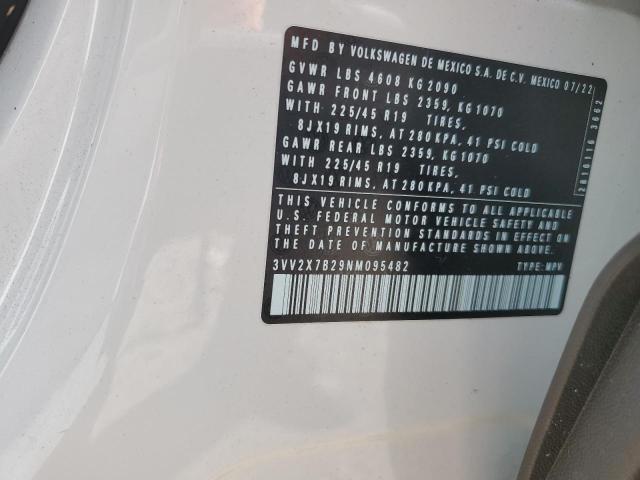 MFD BY VOLKSWAGEN DE MEXICO S.A. DE C.V. MEXICO 07/22
GVWR LBS 4608 KG 2090
GAWR FRONT LBS 2359, KG 1070
WITH 225/45 R19 TIRES,
8JX19 RIMS, AT 280 KPA, 41 PSI COLD
GAWR REAR LBS 2359, KG 1070
WITH 225/45 R19 TIRES,
8JX19 RIMS, AT 280 KPA, 41 PSI COLD
THIS VEHICLE CONFORMS TO ALL APPLICABLE
U.S. FEDERAL MOTOR VEHICLE SAFETY AND
THEFT PREVENTION STANDARDS IN EFFECT ON
THE DATE OF MANUFACTURE SHOWN ABOVE
3VV2X7B29NM095482 TYPE: MPV
3662